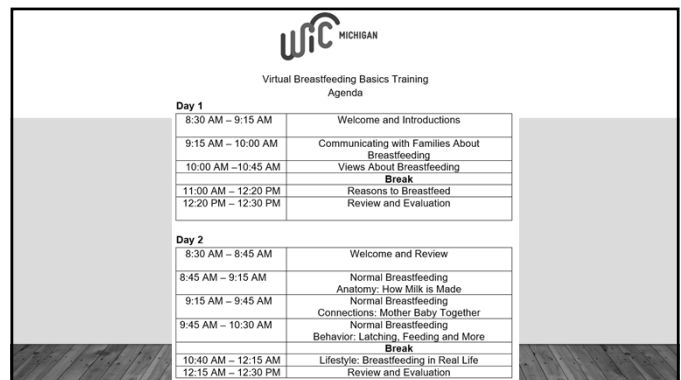 WIC MICHIGAN
Virtual Breastfeeding Basics Training
Agenda
Day 1
8:30 AM – 9:15 AM Welcome and Introductions
9:15 AM – 10:00 AM Communicating with Families About
Breastfeeding
10:00 AM –10:45 AM Views About Breastfeeding
Break
11:00 AM – 12:20 PM Reasons to Breastfeed
12:20 PM – 12:30 PM Review and Evaluation
Day 2
8:30 AM – 8:45 AM Welcome and Review
8:45 AM – 9:15 AM Normal Breastfeeding
Anatomy: How Milk is Made
9:15 AM – 9:45 AM Normal Breastfeeding
Connections: Mother Baby Together
9:45 AM – 10:30 AM Normal Breastfeeding
Behavior: Latching, Feeding and More
Break
10:40 AM – 12:15 AM Lifestyle: Breastfeeding in Real Life
12:15 AM – 12:30 PM Review and Evaluation